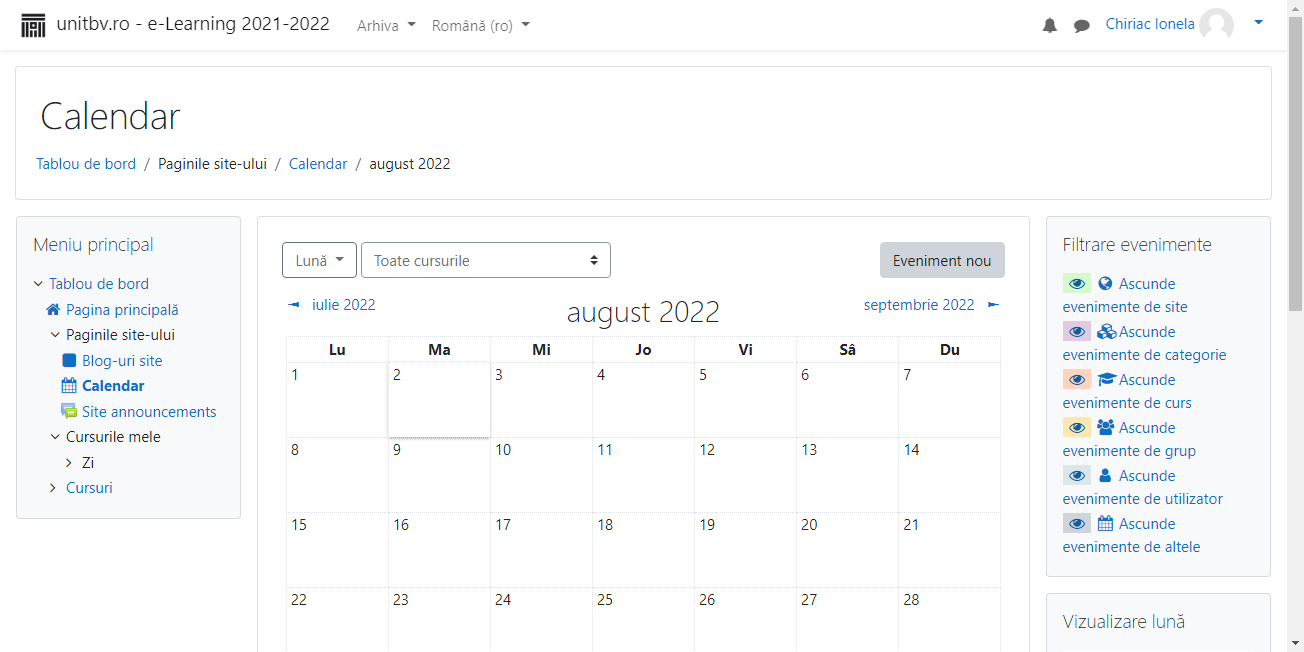 unitbv.ro - e-Learning 2021-2022
Arhiva
Română (ro)
Chiriac Ionela
Calendar
Tablou de bord / Paginile site-ului / Calendar / august 2022
Meniu principal
Tablou de bord
Pagina principală
Paginile site-ului
Blog-uri site
Calendar
Site announcements
Cursurile mele
Zi
Cursuri
Lună
Toate cursurile
Eveniment nou
◄ iulie 2022
august 2022
septembrie 2022 ►
Lu Ma Mi Jo Vi Sâ Du
1 2 3 4 5 6 7
8 9 10 11 12 13 14
15 16 17 18 19 20 21
22 23 24 25 26 27 28
Filtrare evenimente
Ascunde
evenimente de site
Ascunde
evenimente de categorie
Ascunde
evenimente de curs
Ascunde
evenimente de grup
Ascunde
evenimente de utilizator
Ascunde
evenimente de altele
Vizualizare lună